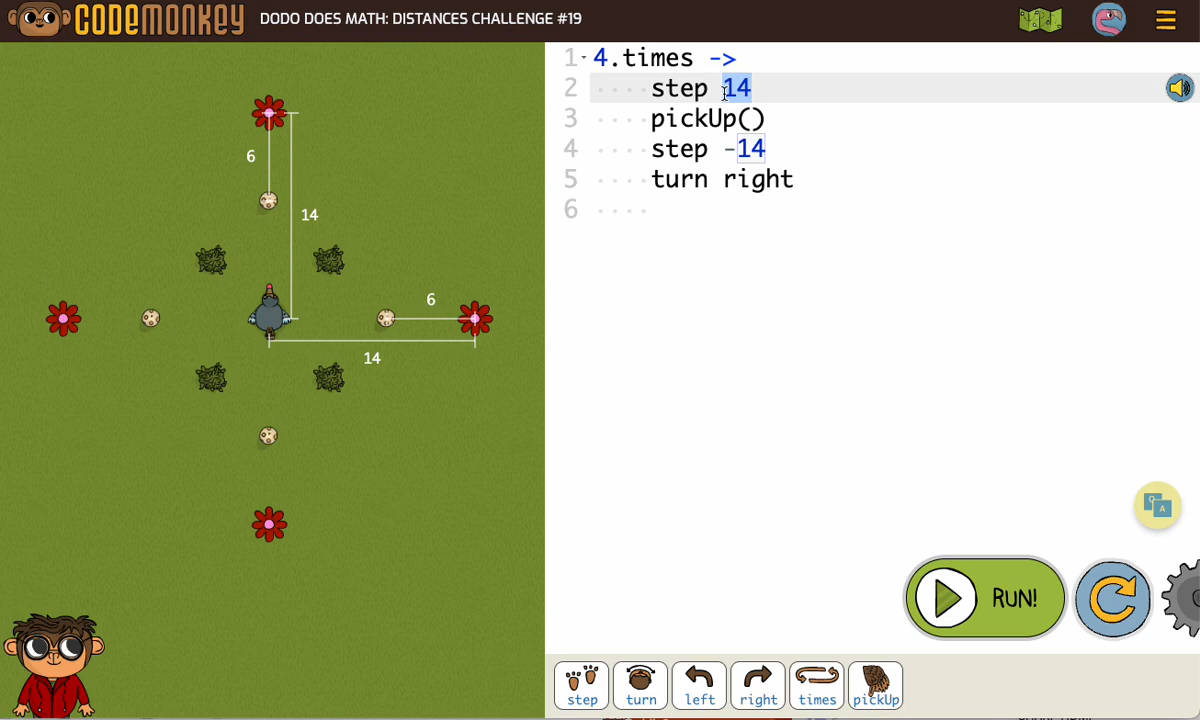 CODEMONKEY
DODO DOES MATH: DISTANCES CHALLENGE #19
6
14
6
14
1 4.times ->
2 step 14
3 pickUp()
4 step -14
5 turn right
6
RUN!
step turn left right times pickUp